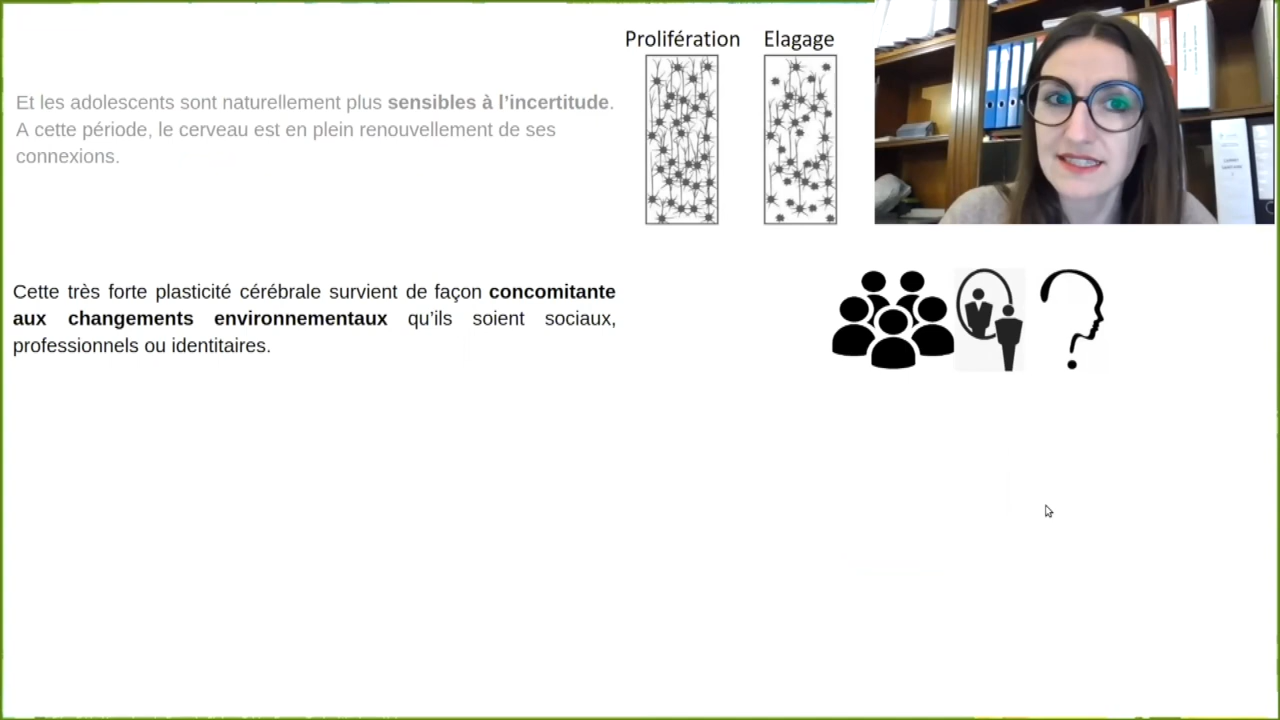 Prolifération Elagage
Et les adolescents sont naturellement plus sensibles à l’incertitude.
A cette période, le cerveau est en plein renouvellement de ses
connexions.
Cette très forte plasticité cérébrale survient de façon concomitante
aux changements environnementaux qu’ils soient sociaux,
professionnels ou identitaires.